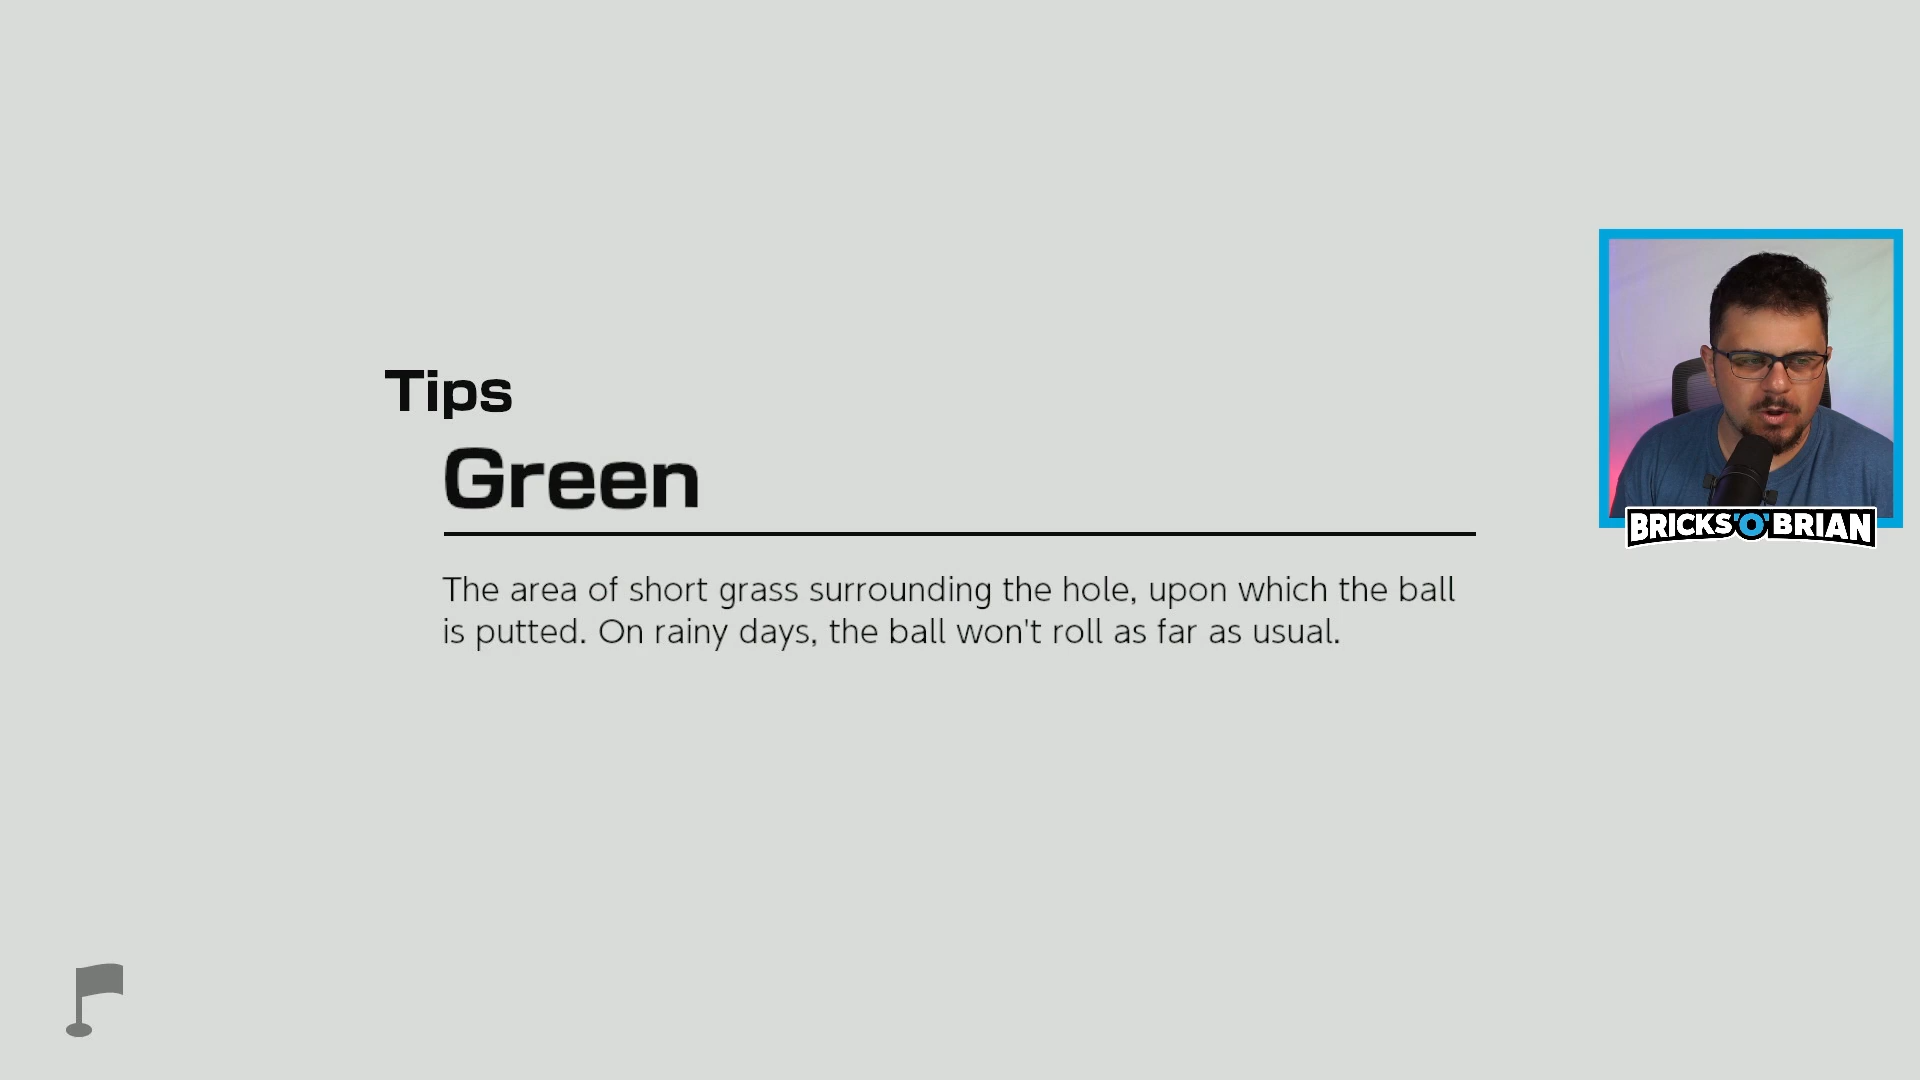 Tips
Green
The area of short grass surrounding the hole, upon which the ball
is putted. On rainy days, the ball won't roll as far as usual.
BRICKS'O'BRIAN